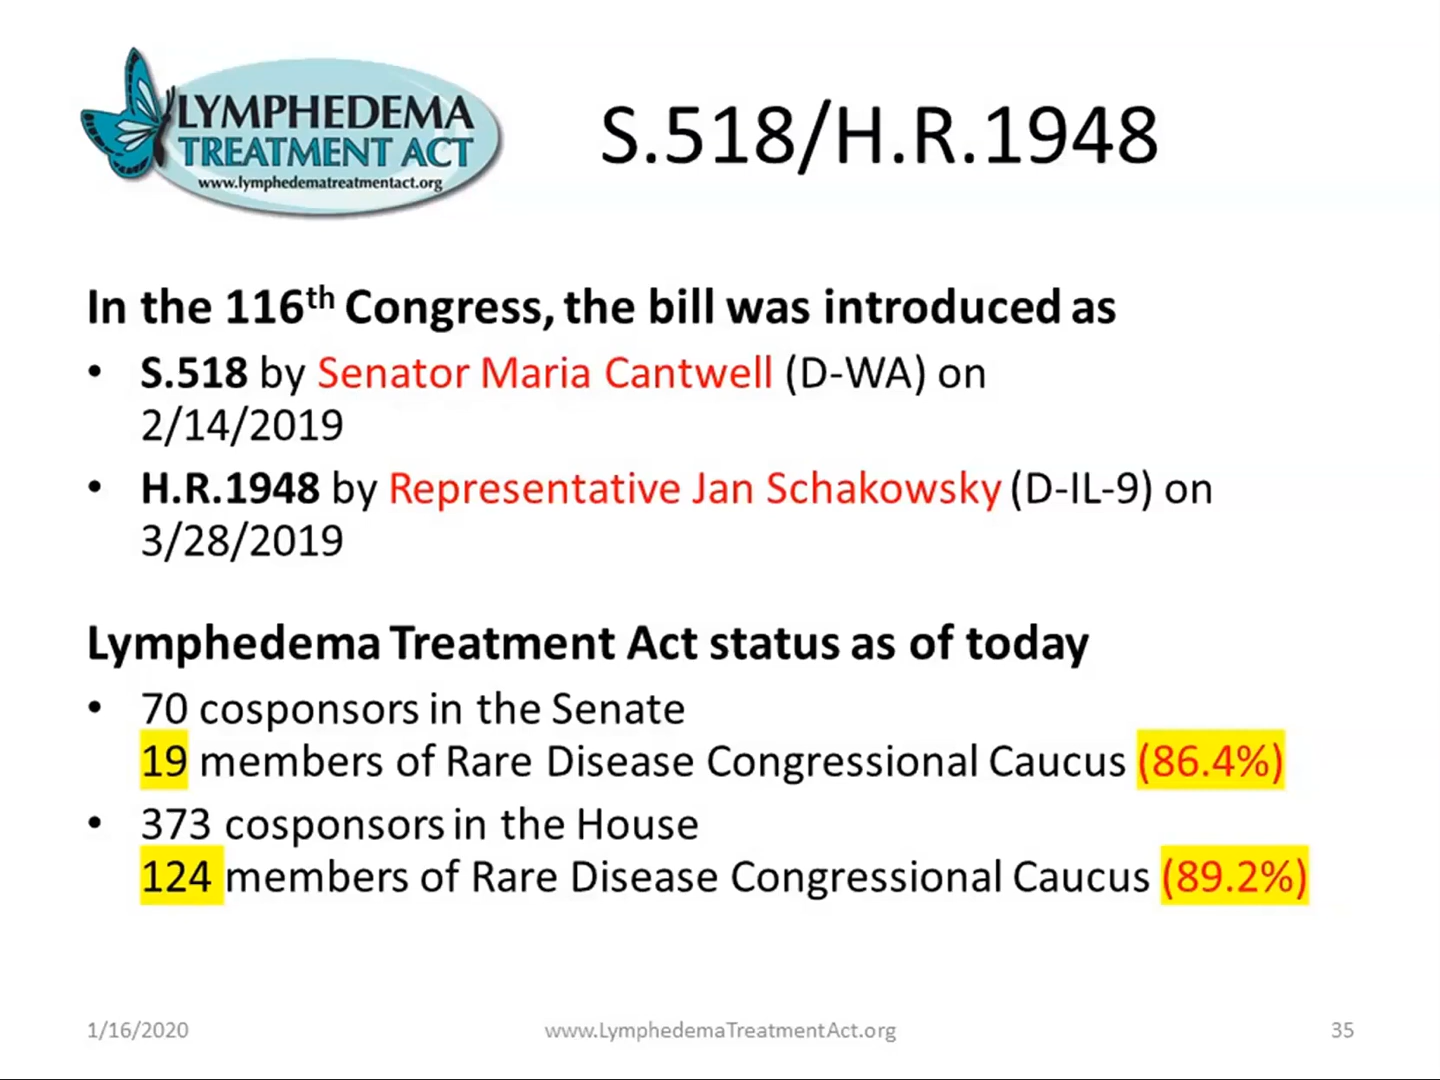 LYMPHEDEMA
TREATMENT ACT
www.lymphedematreatmentact.org
S.518/H.R.1948
In the 116th Congress, the bill was introduced as
• S.518 by Senator Maria Cantwell (D-WA) on
2/14/2019
• H.R.1948 by Representative Jan Schakowsky (D-IL-9) on
3/28/2019
Lymphedema Treatment Act status as of today
• 70 cosponsors in the Senate
19 members of Rare Disease Congressional Caucus (86.4%)
• 373 cosponsors in the House
124 members of Rare Disease Congressional Caucus (89.2%)
1/16/2020 www.LymphedemaTreatmentAct.org 35